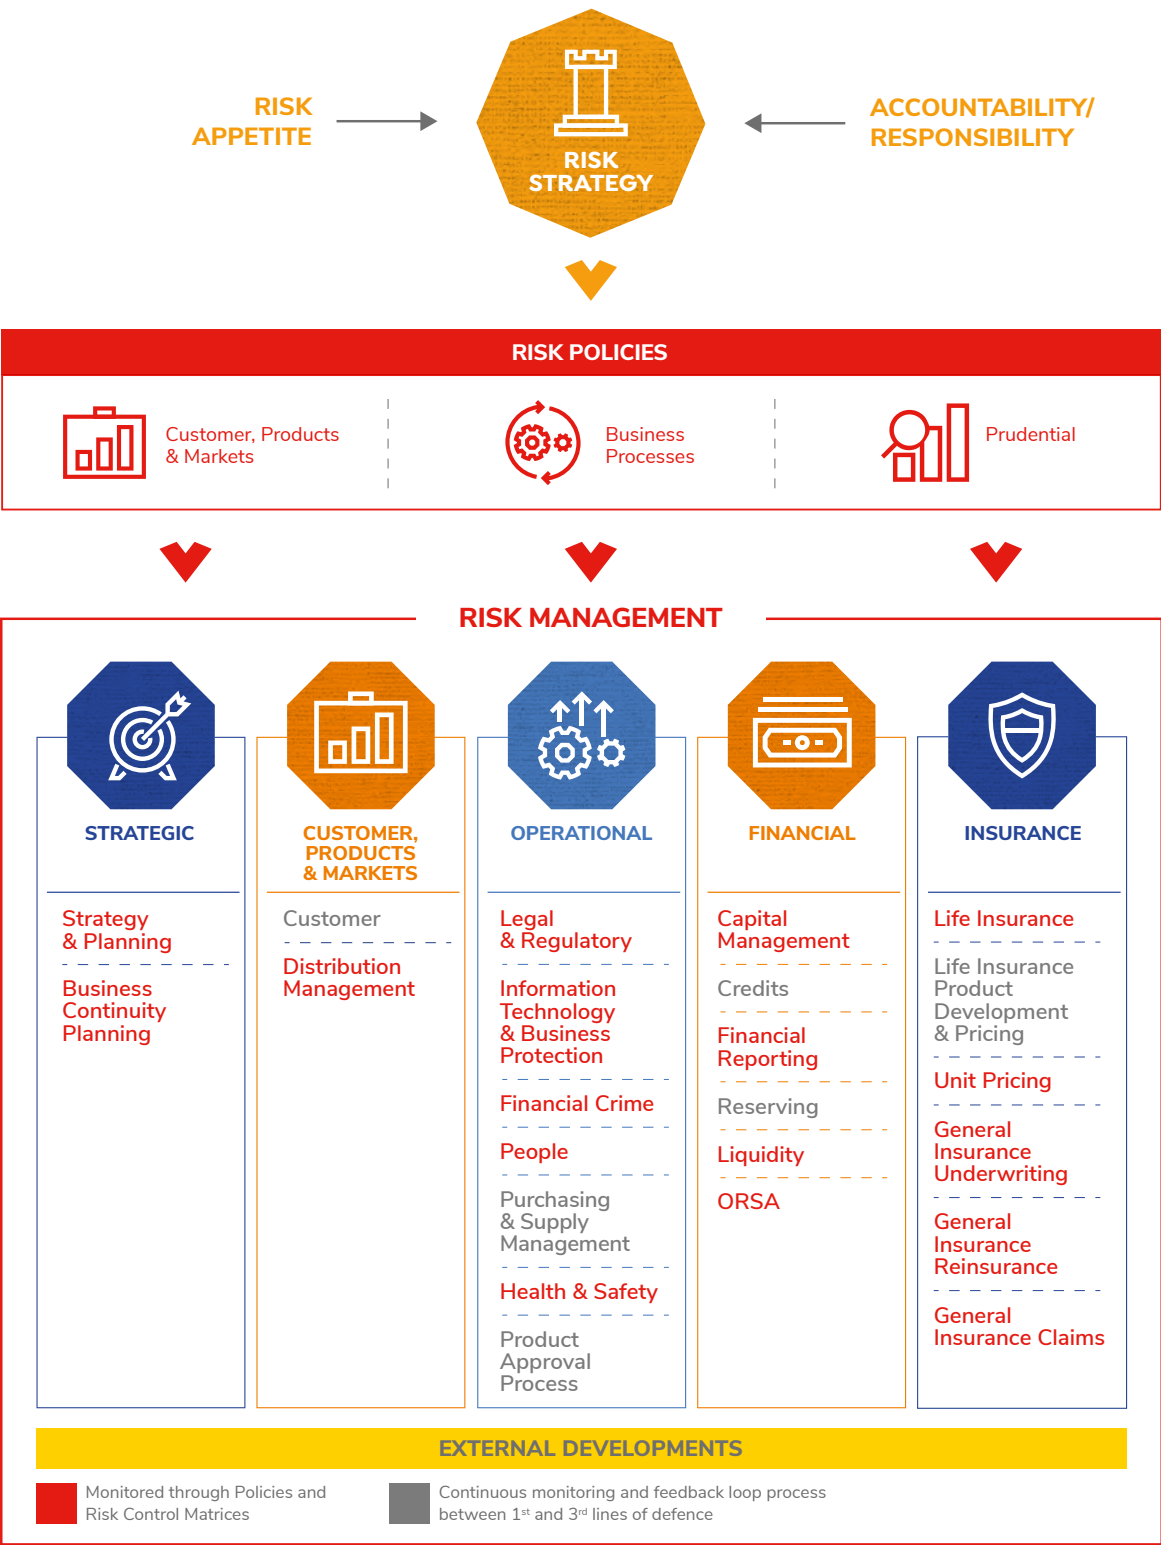 RISK
APPETITE
RISK
STRATEGY
ACCOUNTABILITY/
RESPONSIBILITY
RISK POLICIES
Customer, Products
& Markets
Business
Processes
Prudential
RISK MANAGEMENT
STRATEGIC
Strategy
& Planning
Business
Continuity
Planning
CUSTOMER,
PRODUCTS
& MARKETS
Customer
Distribution
Management
OPERATIONAL
Legal
& Regulatory
Information
Technology
& Business
Protection
Financial Crime
People
Purchasing
& Supply
Management
Health & Safety
Product
Approval
Process
FINANCIAL
Capital
Management
Credits
Financial
Reporting
Reserving
Liquidity
ORSA
INSURANCE
Life Insurance
Life Insurance
Product
Development
& Pricing
Unit Pricing
General
Insurance
Underwriting
General
Insurance
Reinsurance
General
Insurance Claims
EXTERNAL DEVELOPMENTS
Monitored through Policies and
Risk Control Matrices
Continuous monitoring and feedback loop process
between 1st and 3rd lines of defence